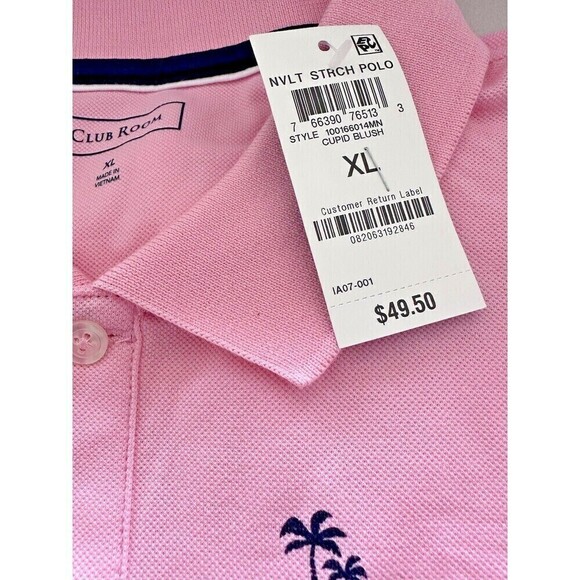 CLUB ROOM
XL
MADE IN
VIETNAM
NVLT STRCH POLO
7 66390 76513 3
STYLE 100166014MN
CUPID BLUSH
XL
Customer Return Label
082063192846
IA07-001
$49.50